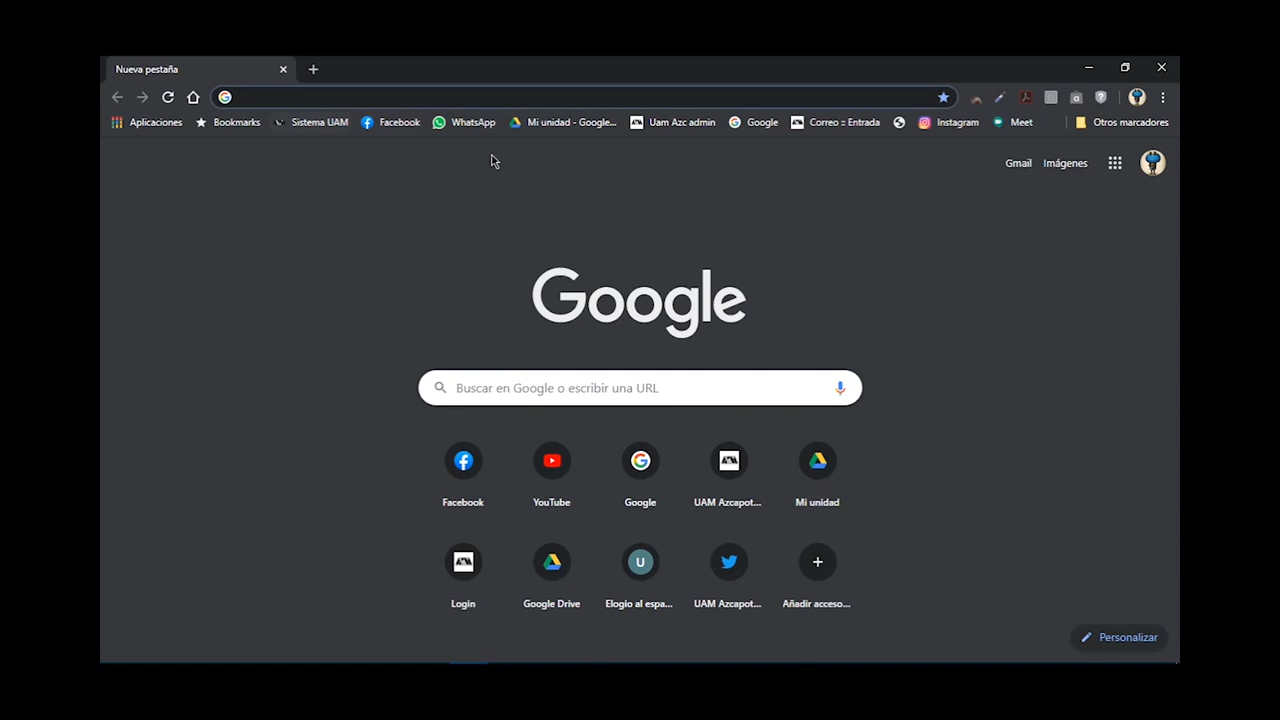 Nueva pestaña
Aplicaciones Bookmarks Sistema UAM Facebook WhatsApp Mi unidad - Google... Uam Azc admin Google Correo :: Entrada Instagram Meet Otros marcadores
Gmail Imágenes
Google
Buscar en Google o escribir una URL
Facebook YouTube Google UAM Azcapot... Mi unidad
U
Login Google Drive Elogio al espa... UAM Azcapot... Añadir acceso...
Personalizar